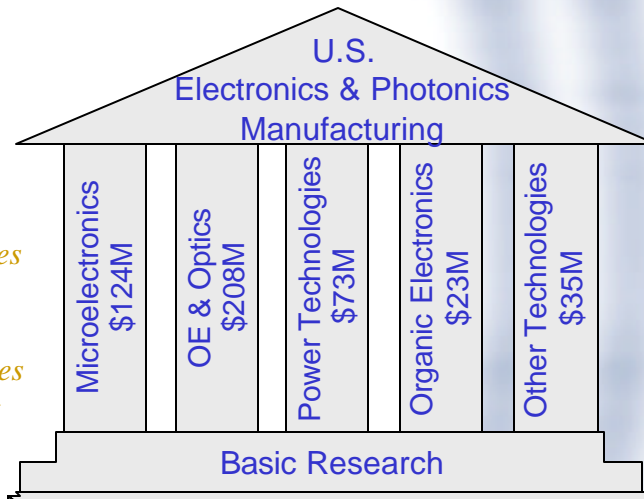 U.S.
Electronics & Photonics
Manufacturing
Microelectronics
$124M
OE & Optics
$208M
Power Technologies
$73M
Organic Electronics
$23M
Other Technologies
$35M
Basic Research